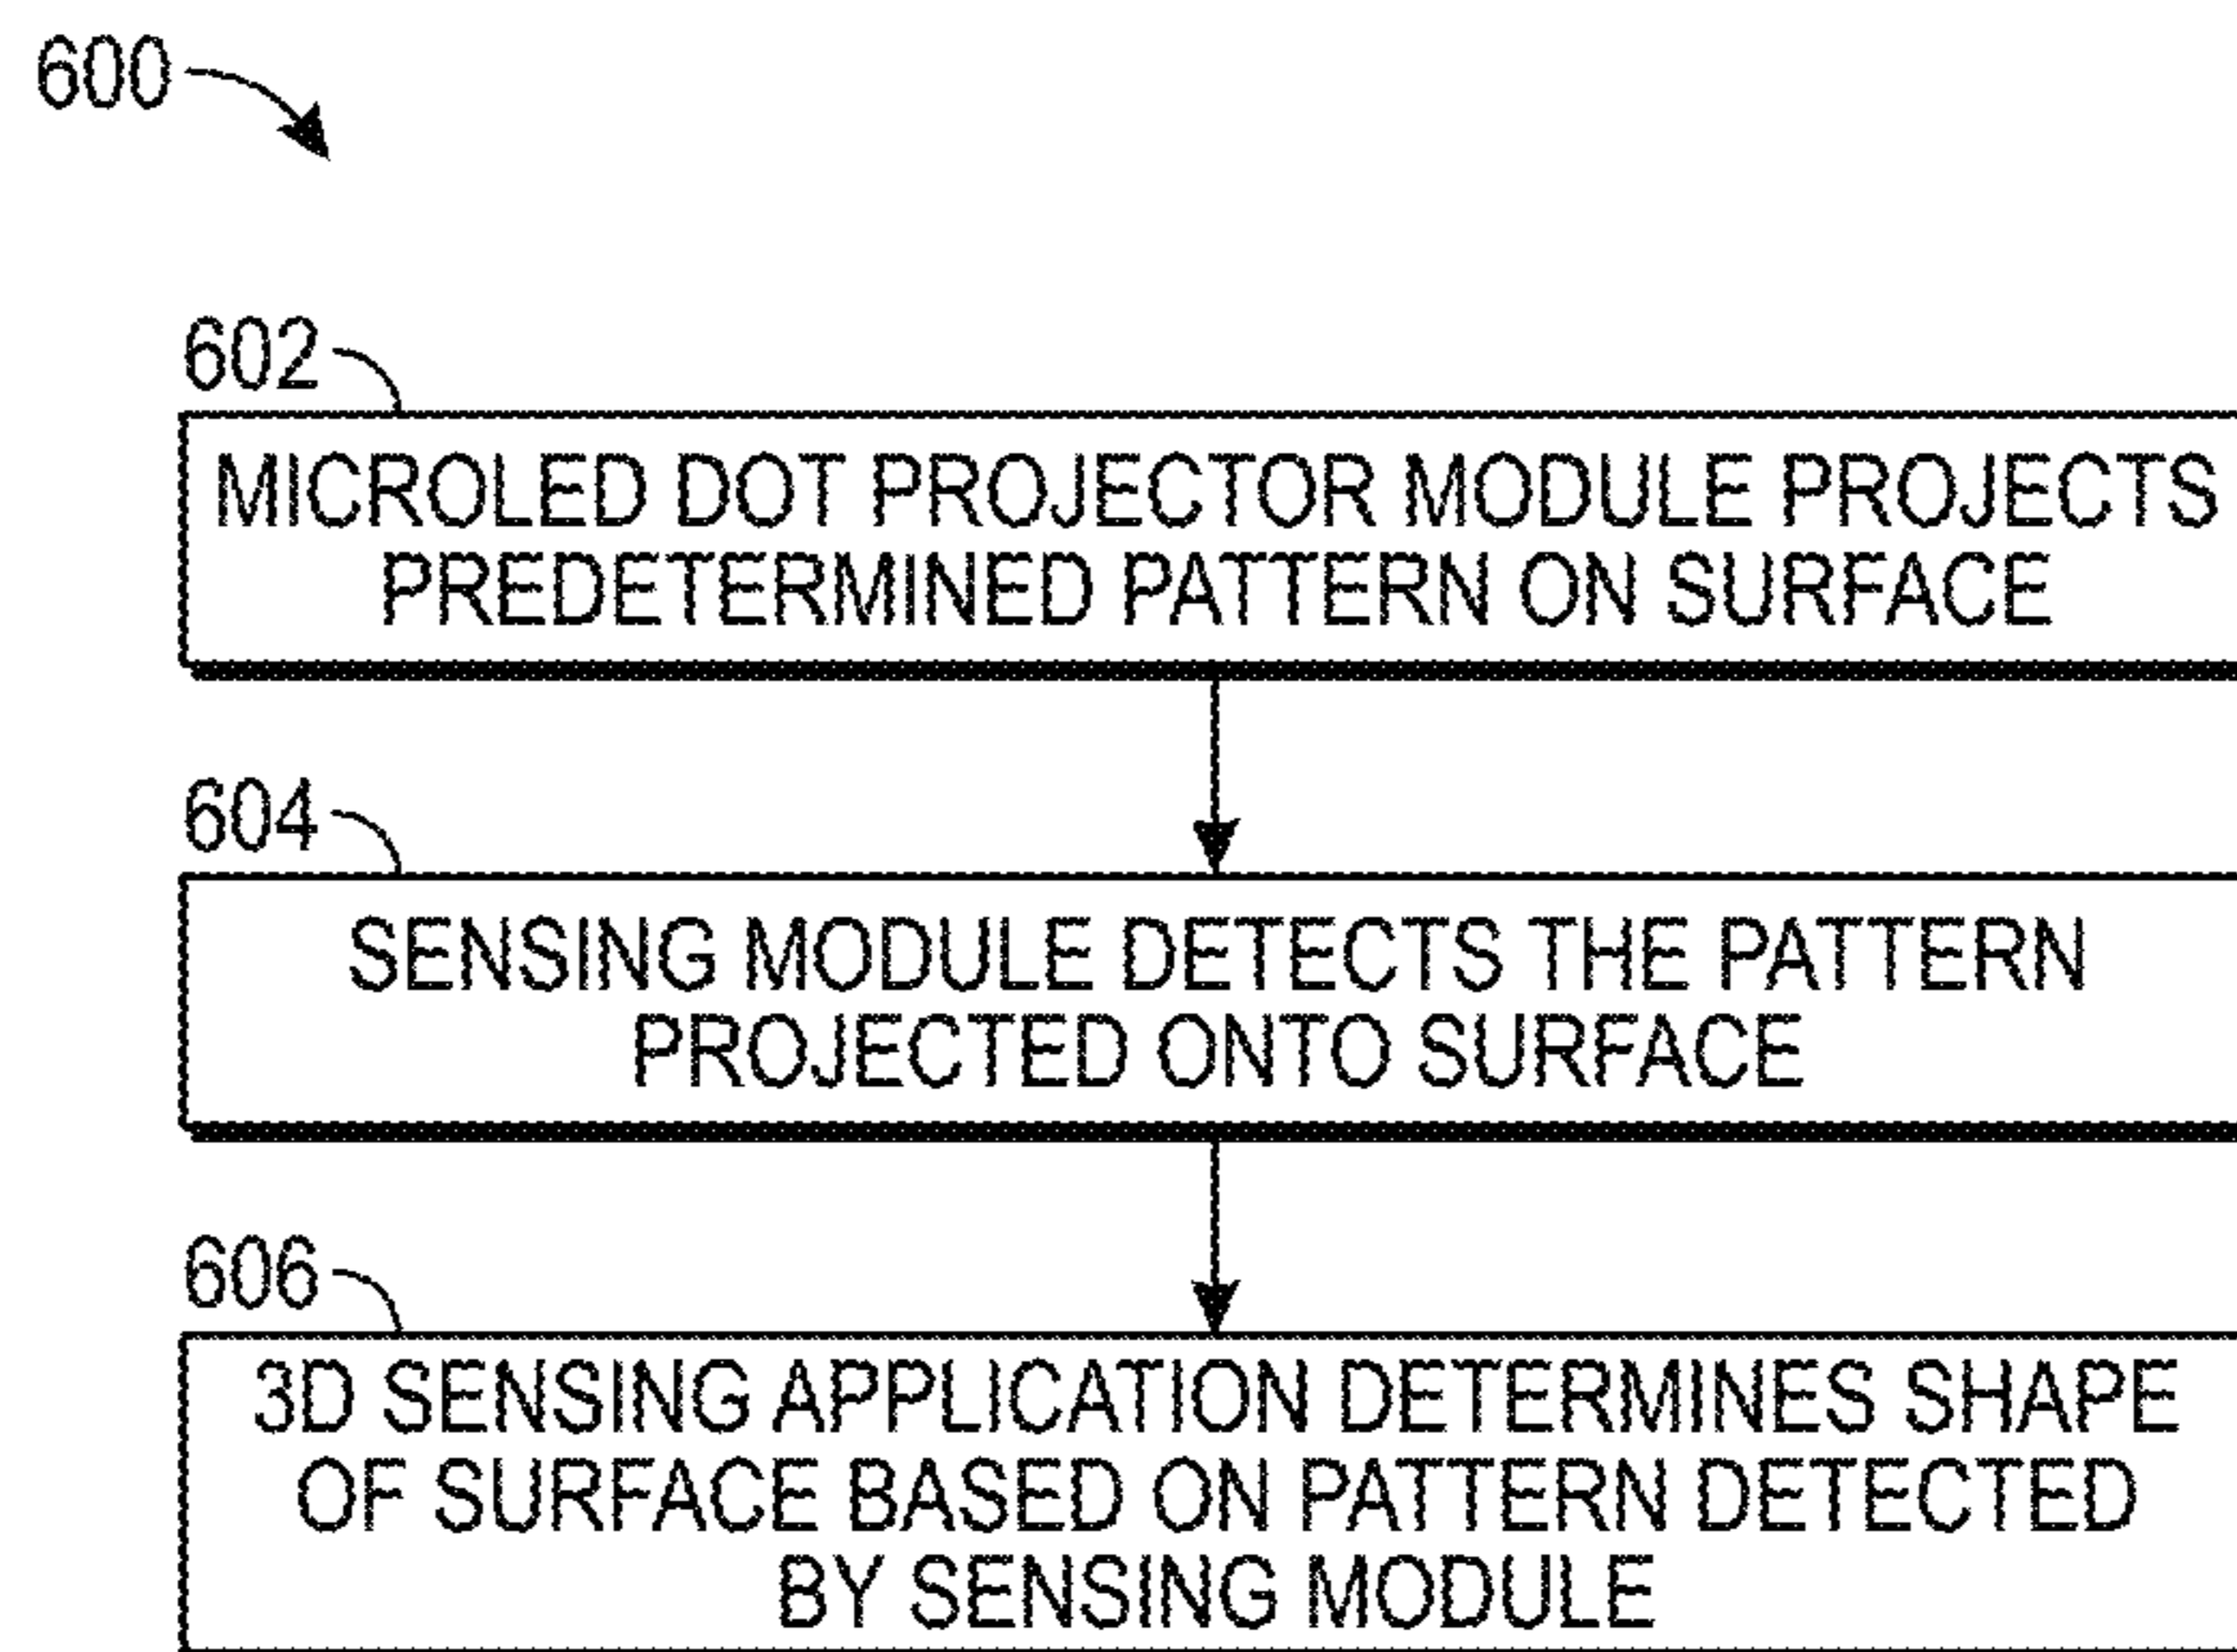 600
602
MICROLED DOT PROJECTOR MODULE PROJECTS
PREDETERMINED PATTERN ON SURFACE
604
SENSING MODULE DETECTS THE PATTERN
PROJECTED ONTO SURFACE
606
3D SENSING APPLICATION DETERMINES SHAPE
OF SURFACE BASED ON PATTERN DETECTED
BY SENSING MODULE